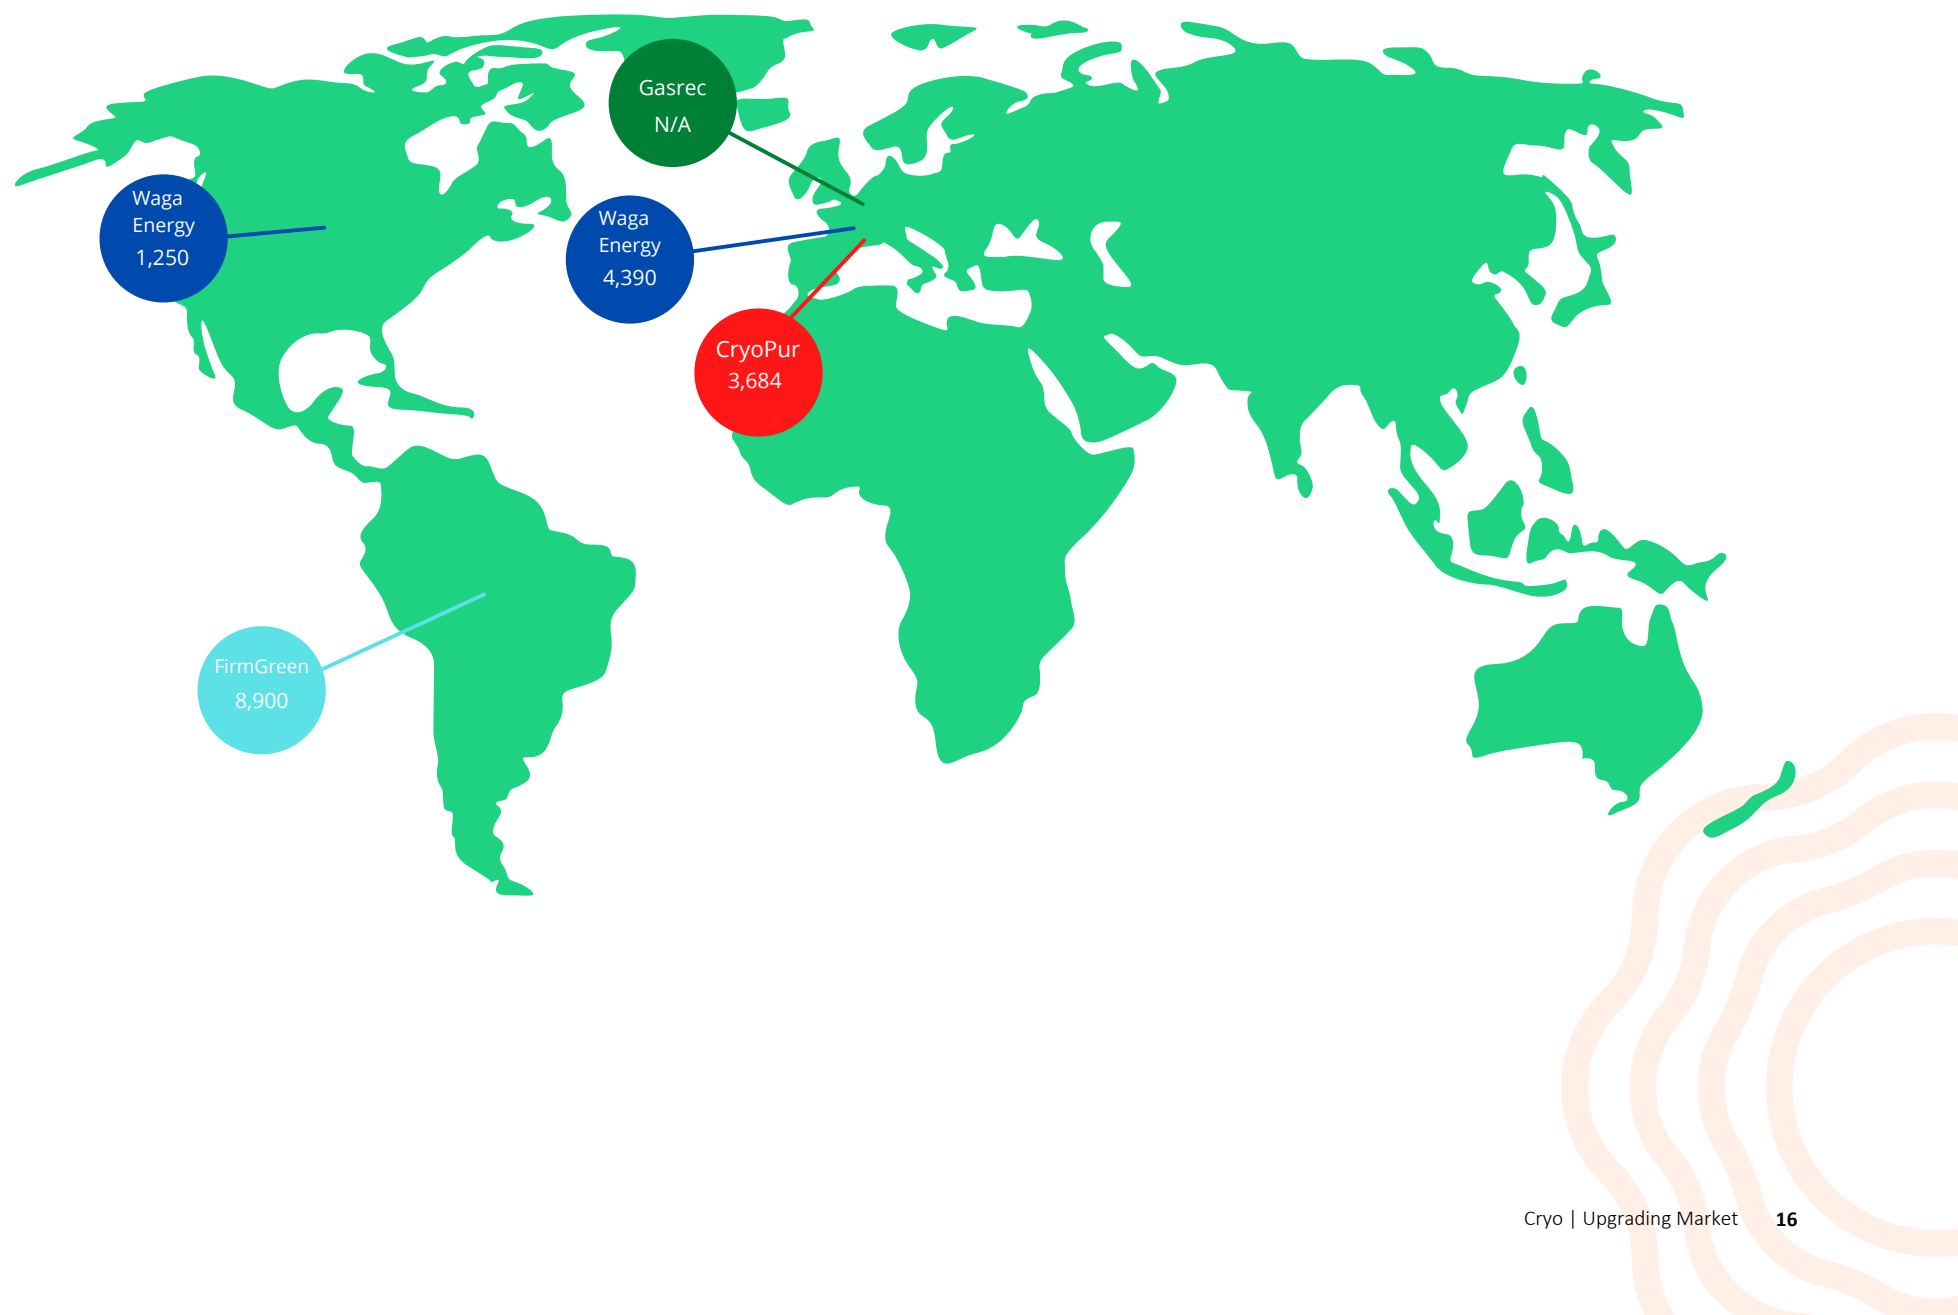 Gasrec
N/A
Waga
Energy
1,250
Waga
Energy
4,390
CryoPur
3,684
FirmGreen
8,900
Cryo | Upgrading Market 16